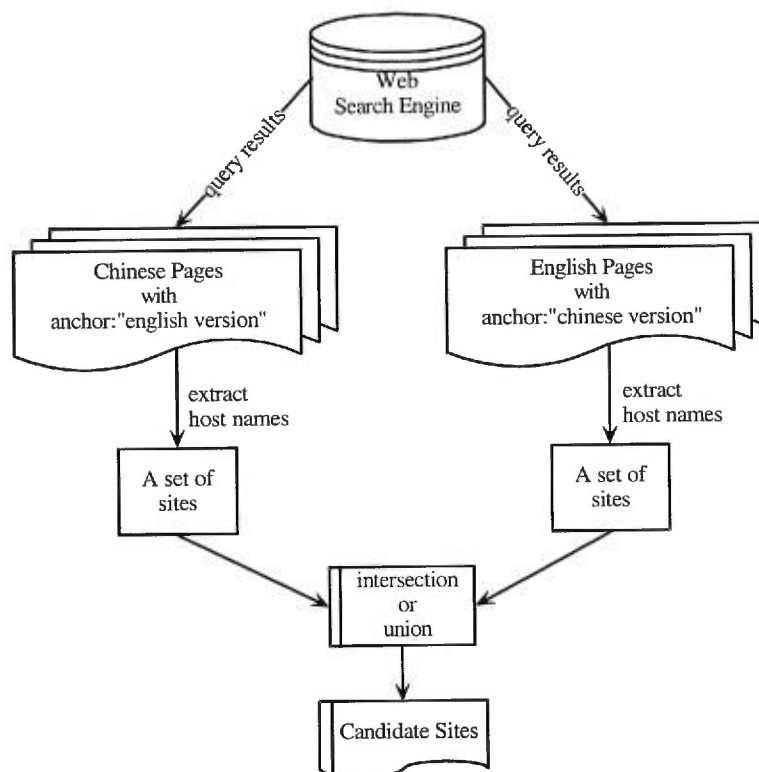 Web
Search Engine
query results
query results
Chinese Pages
with
anchor:"english version"
English Pages
with
anchor:"chinese version"
extract
host names
extract
host names
A set of
sites
A set of
sites
intersection
or
union
Candidate Sites